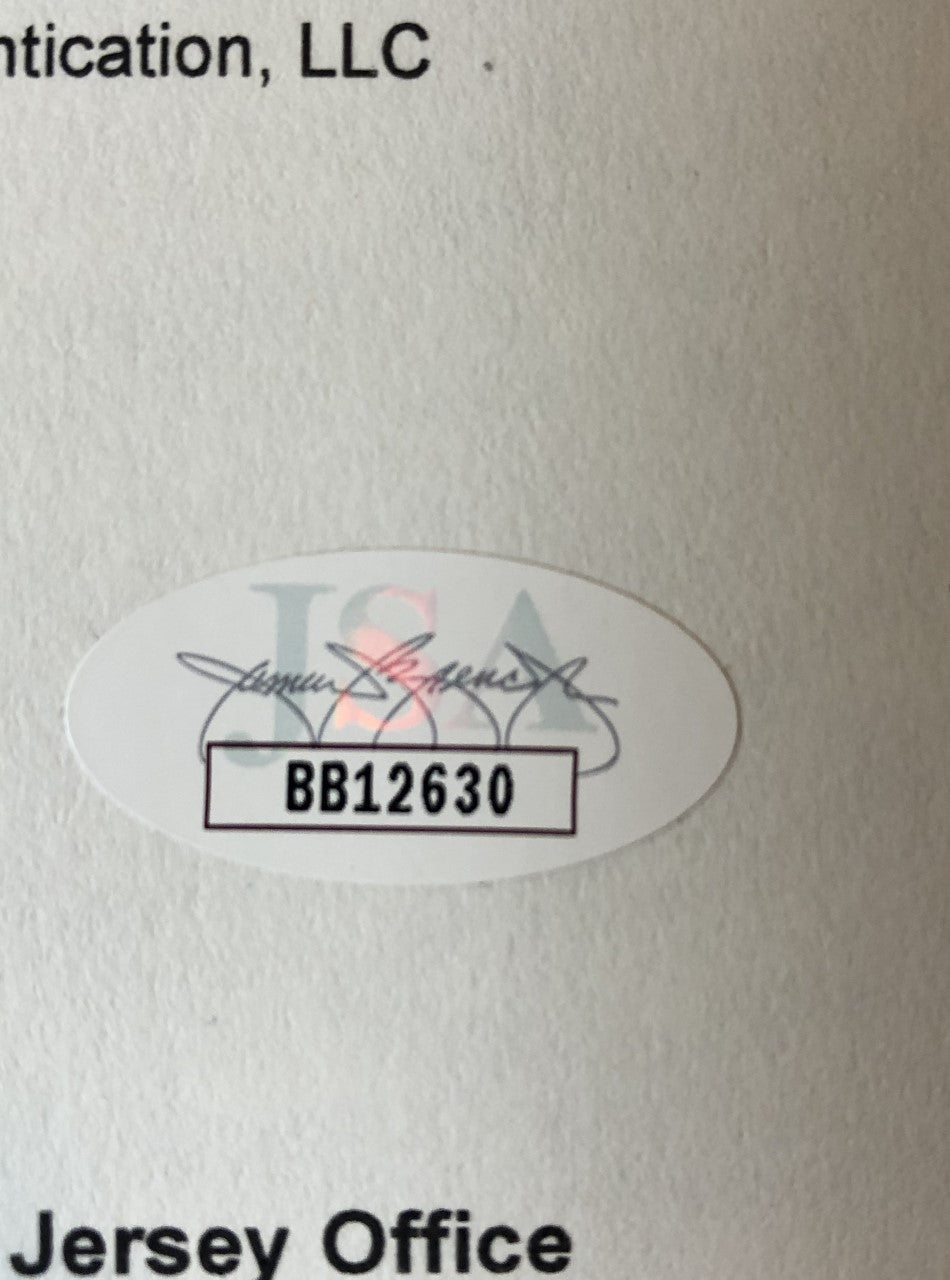 ntication, LLC
JSA
BB12630
Jersey Office